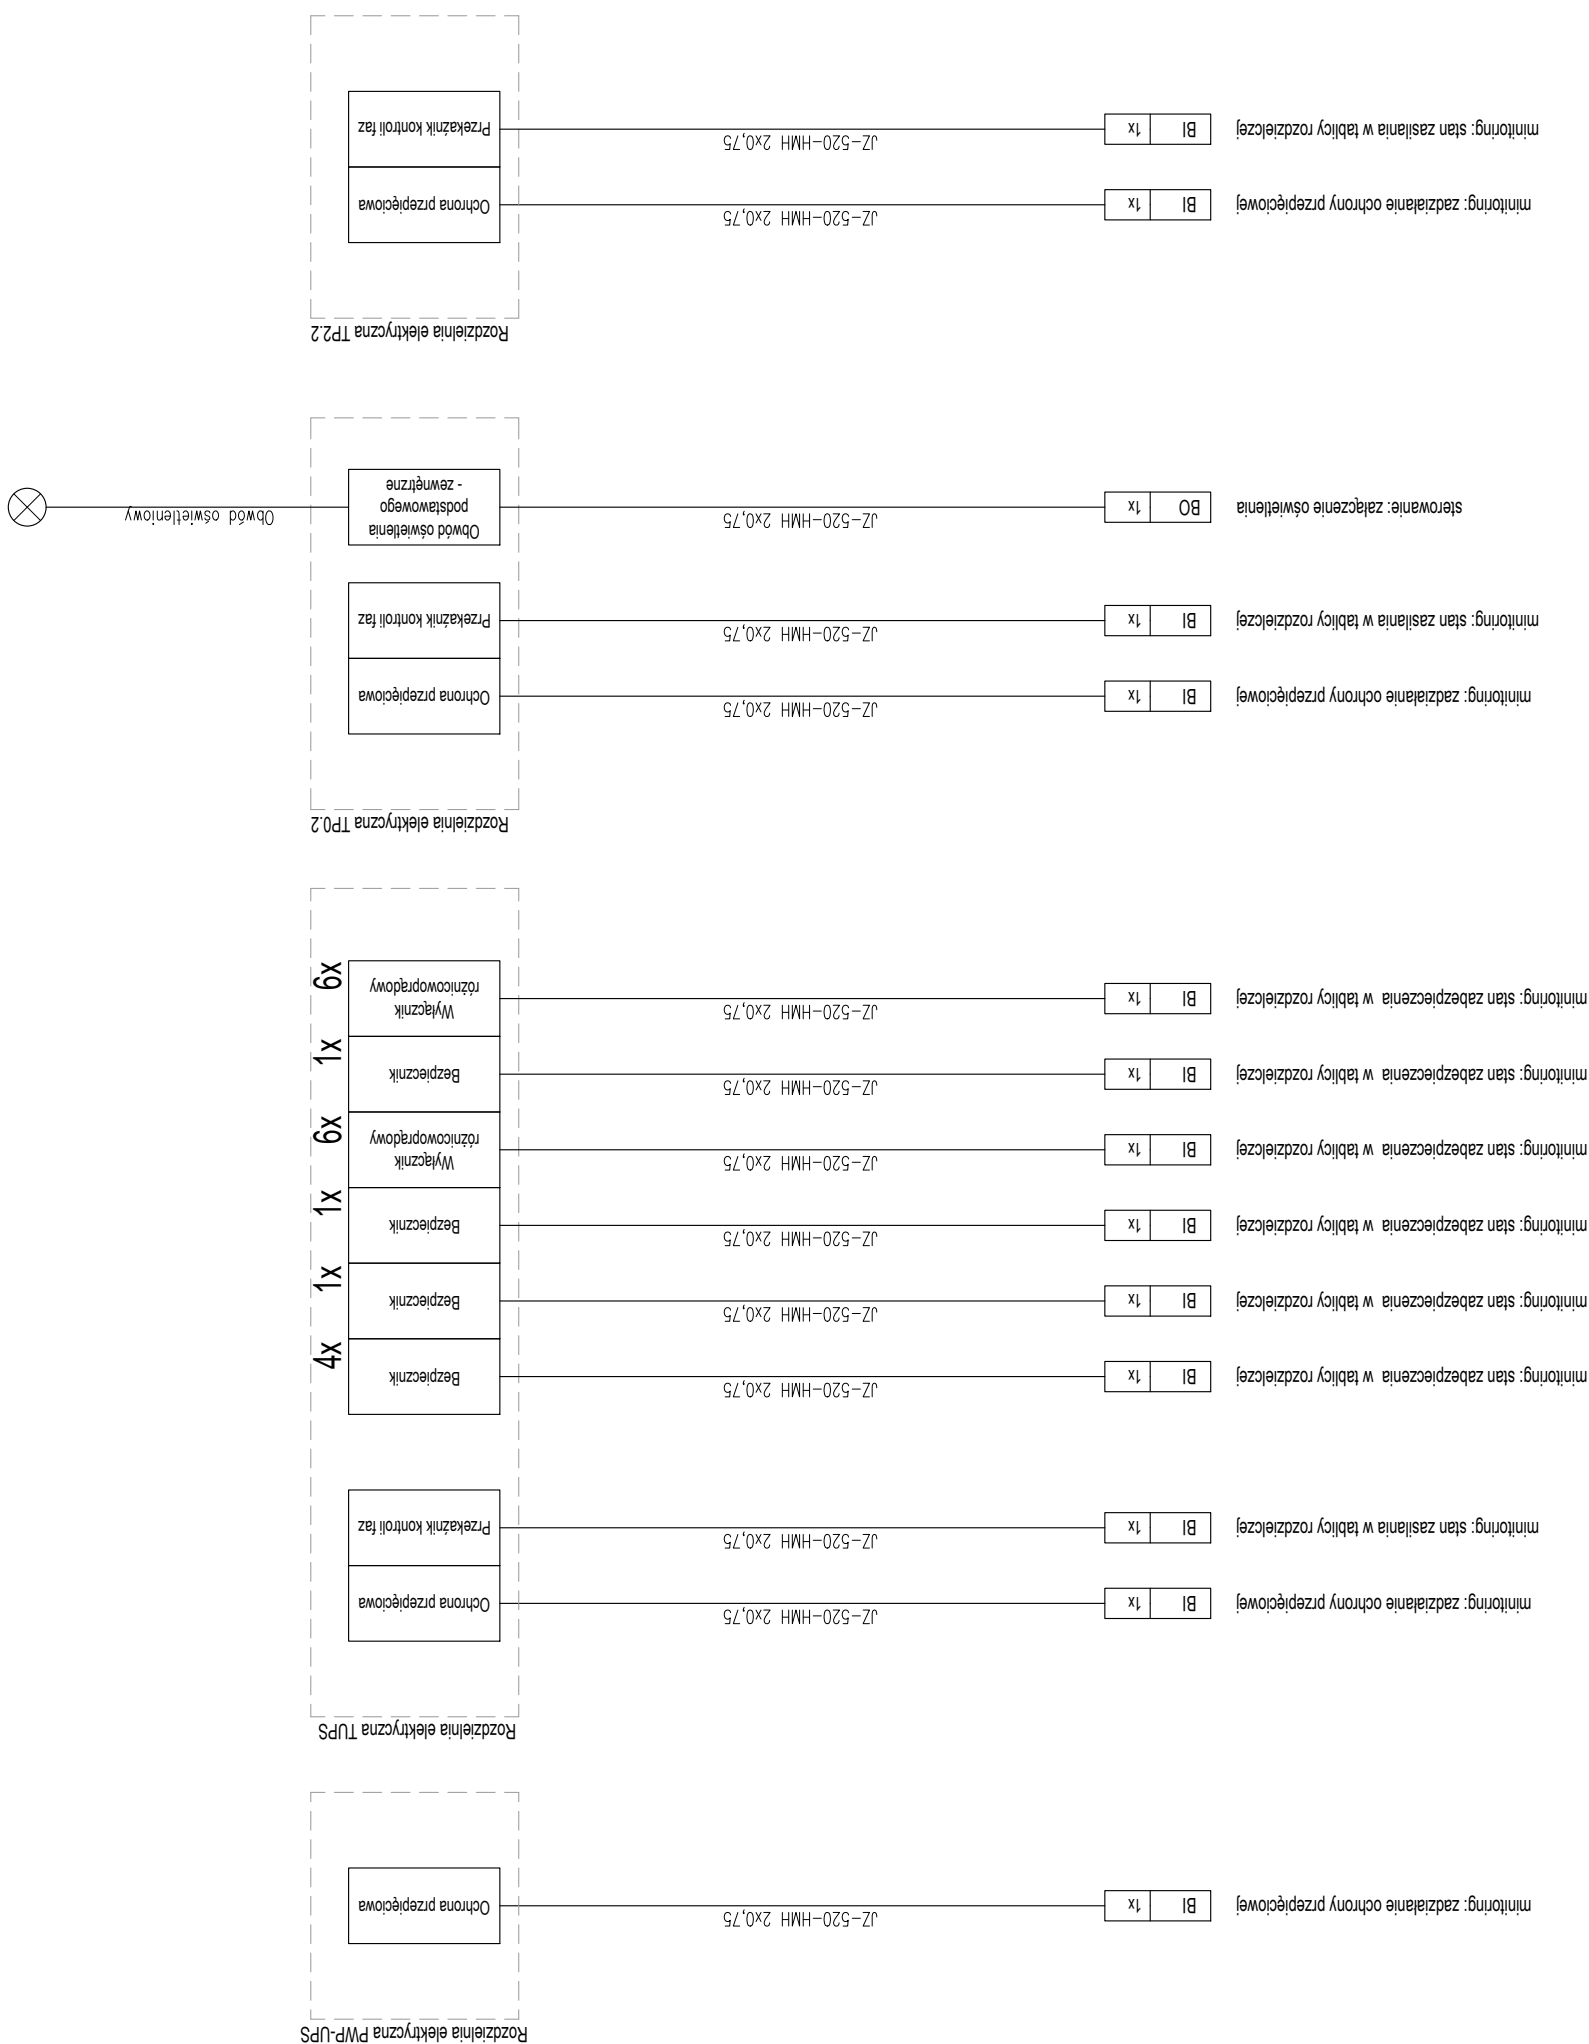 Rozdzielnia elektryczna PWP-UPS
minitoring: zadziałanie ochrony przepięciowej
BI 1x
JZ-520-HMH 2x0,75
Ochrona przepięciowa
Rozdzielnia elektryczna TUPS
minitoring: zadziałanie ochrony przepięciowej
BI 1x
JZ-520-HMH 2x0,75
Ochrona przepięciowa
minitoring: stan zasilania w tablicy rozdzielczej
BI 1x
JZ-520-HMH 2x0,75
Przekaźnik kontroli faz
minitoring: stan zabezpieczenia w tablicy rozdzielczej
BI 1x
JZ-520-HMH 2x0,75
Bezpiecznik
4x
minitoring: stan zabezpieczenia w tablicy rozdzielczej
BI 1x
JZ-520-HMH 2x0,75
Bezpiecznik
1x
minitoring: stan zabezpieczenia w tablicy rozdzielczej
BI 1x
JZ-520-HMH 2x0,75
Bezpiecznik
1x
minitoring: stan zabezpieczenia w tablicy rozdzielczej
BI 1x
JZ-520-HMH 2x0,75
Wyłącznik
różnicowoprądowy
6x
minitoring: stan zabezpieczenia w tablicy rozdzielczej
BI 1x
JZ-520-HMH 2x0,75
Bezpiecznik
1x
minitoring: stan zabezpieczenia w tablicy rozdzielczej
BI 1x
JZ-520-HMH 2x0,75
Wyłącznik
różnicowoprądowy
6x
Rozdzielnia elektryczna TP0.2
minitoring: zadziałanie ochrony przepięciowej
BI 1x
JZ-520-HMH 2x0,75
Ochrona przepięciowa
minitoring: stan zasilania w tablicy rozdzielczej
BI 1x
JZ-520-HMH 2x0,75
Przekaźnik kontroli faz
sterowanie: załączenie oświetlenia
BO 1x
JZ-520-HMH 2x0,75
Obwód oświetlenia
podstawowego
- zewnętrzne
Obwód oświetleniowy
Rozdzielnia elektryczna TP2.2
minitoring: zadziałanie ochrony przepięciowej
BI 1x
JZ-520-HMH 2x0,75
Ochrona przepięciowa
minitoring: stan zasilania w tablicy rozdzielczej
BI 1x
JZ-520-HMH 2x0,75
Przekaźnik kontroli faz